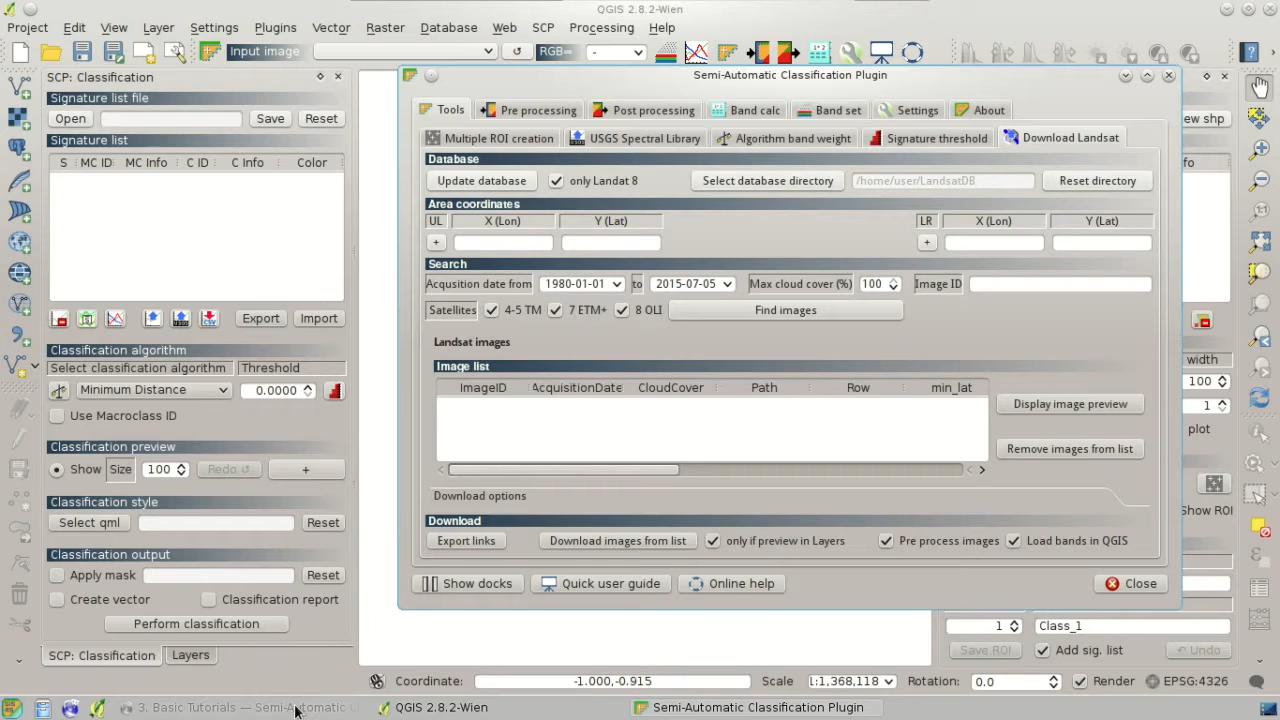 QGIS 2.8.2-Wien
Project Edit View Layer Settings Plugins Vector Raster Database Web SCP Processing Help
Input image RGB= -
SCP: Classification
Signature list file
Open Save Reset
Signature list
S MC ID MC Info C ID C Info Color
Export Import
Classification algorithm
Select classification algorithm Threshold
Minimum Distance 0.0000
Use Macroclass ID
Classification preview
Show Size 100 Redo ↺ +
Classification style
Select qml Reset
Classification output
Apply mask Reset
Create vector Classification report
Perform classification
SCP: Classification Layers
Semi-Automatic Classification Plugin
Tools Pre processing Post processing Band calc Band set Settings About
Multiple ROI creation USGS Spectral Library Algorithm band weight Signature threshold Download Landsat
Database
Update database only Landat 8 Select database directory /home/user/LandsatDB Reset directory
Area coordinates
UL X (Lon) Y (Lat) LR X (Lon) Y (Lat)
+ +
Search
Acqusition date from 1980-01-01 to 2015-07-05 Max cloud cover (%) 100 Image ID
Satellites 4-5 TM 7 ETM+ 8 OLI Find images
Landsat images
Image list
ImageID AcquisitionDate CloudCover Path Row min_lat
Display image preview
Remove images from list
Download options
Download
Export links Download images from list only if preview in Layers Pre process images Load bands in QGIS
Show docks Quick user guide Online help Close
ew shp
width
100
1
plot
Show ROI
1 Class_1
Save ROI Add sig. list Undo
Coordinate: -1.000,-0.915 Scale 1:1,368,118 Rotation: 0.0 Render EPSG:4326
3. Basic Tutorials — Semi-Automatic QGIS 2.8.2-Wien Semi-Automatic Classification Plugin